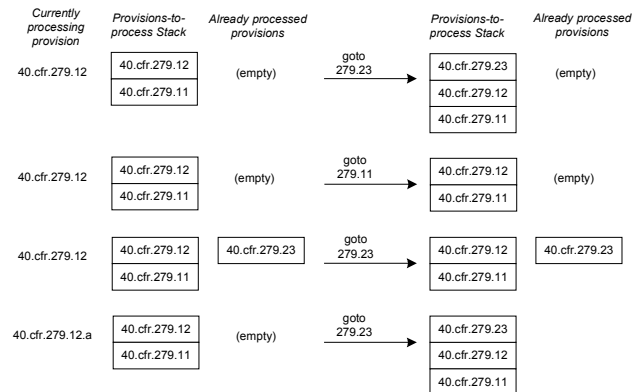 Currently processing provision
Provisions-to-process Stack
Already processed provisions
Provisions-to-process Stack
Already processed provisions
40.cfr.279.12
40.cfr.279.12
40.cfr.279.11
(empty)
goto
279.23
40.cfr.279.23
40.cfr.279.12
40.cfr.279.11
(empty)
40.cfr.279.12
40.cfr.279.12
40.cfr.279.11
(empty)
goto
279.11
40.cfr.279.12
40.cfr.279.11
(empty)
40.cfr.279.12
40.cfr.279.12
40.cfr.279.11
40.cfr.279.23
goto
279.23
40.cfr.279.12
40.cfr.279.11
40.cfr.279.23
40.cfr.279.12.a
40.cfr.279.12
40.cfr.279.11
(empty)
goto
279.23
40.cfr.279.23
40.cfr.279.12
40.cfr.279.11